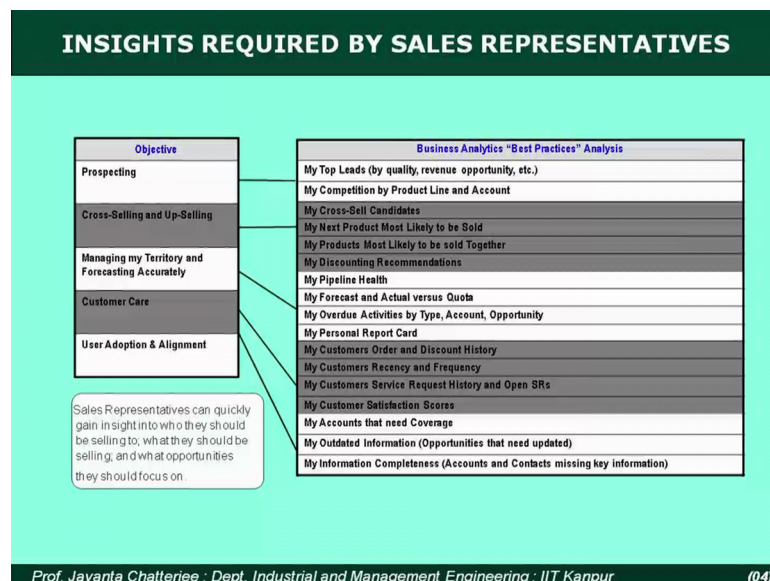 INSIGHTS REQUIRED BY SALES REPRESENTATIVES
Objective
Prospecting
Cross-Selling and Up-Selling
Managing my Territory and
Forecasting Accurately
Customer Care
User Adoption & Alignment
Business Analytics “Best Practices” Analysis
My Top Leads (by quality, revenue opportunity, etc.)
My Competition by Product Line and Account
My Cross-Sell Candidates
My Next Product Most Likely to be Sold
My Products Most Likely to be sold Together
My Discounting Recommendations
My Pipeline Health
My Forecast and Actual versus Quota
My Overdue Activities by Type, Account, Opportunity
My Personal Report Card
My Customers Order and Discount History
My Customers Recency and Frequency
My Customers Service Request History and Open SRs
My Customer Satisfaction Scores
My Accounts that need Coverage
My Outdated Information (Opportunities that need updated)
My Information Completeness (Accounts and Contacts missing key information)
Sales Representatives can quickly
gain insight into who they should
be selling to; what they should be
selling; and what opportunities
they should focus on.
Prof. Jayanta Chatterjee : Dept. Industrial and Management Engineering : IIT Kanpur
(04)